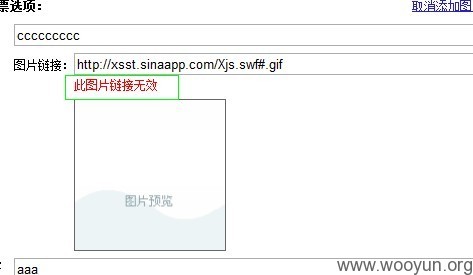 票选项： 取消添加图
ccccccccc
图片链接： http://xsst.sinaapp.com/Xjs.swf#.gif
此图片链接无效
图片预览
aaa
www.wooyun.org